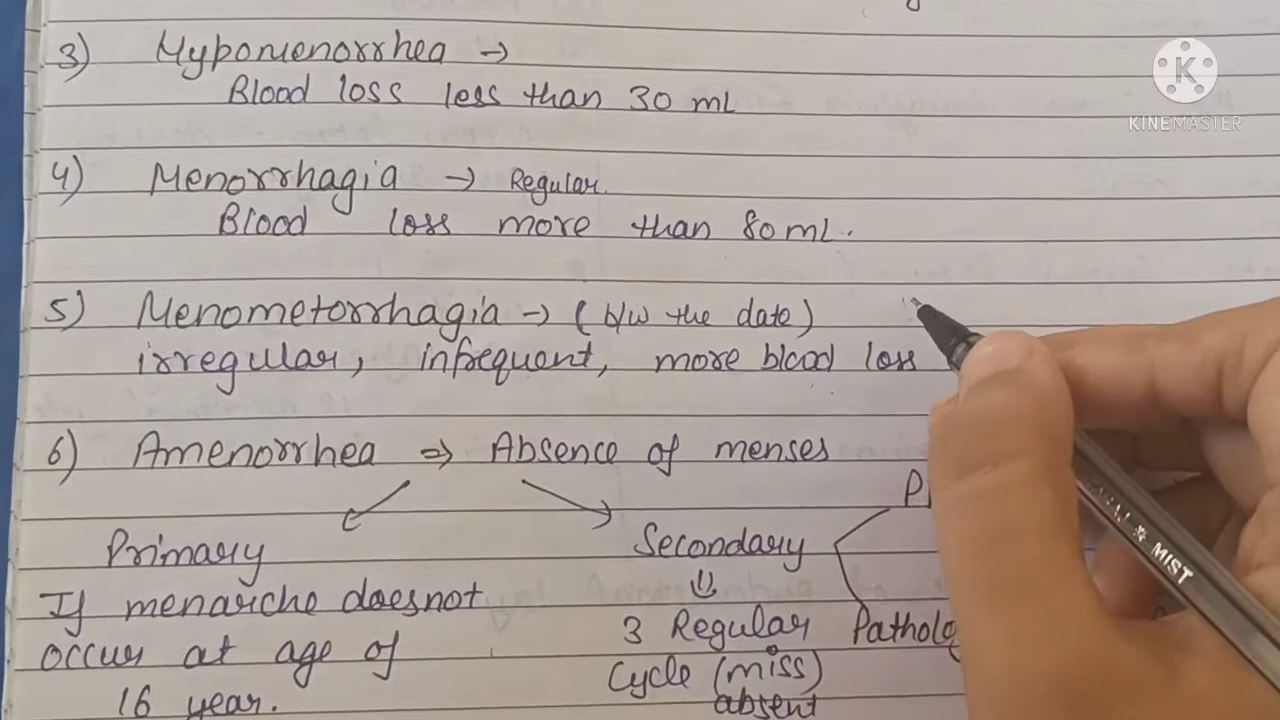 3) Hypomenorrhea →
Blood loss less than 30 ml
KINEMASTER
4) Menorrhagia → Regular.
Blood loss more than 80 ml.
5) Menometorrhagia → (b/w the date)
irregular, infrequent, more blood loss
6) Amenorrhea ⇒ Absence of menses
Primary
If menarche doesnot
occur at age of
16 year.
Secondary
3 Regular
Cycle (miss)
absent
Patholog
MIST